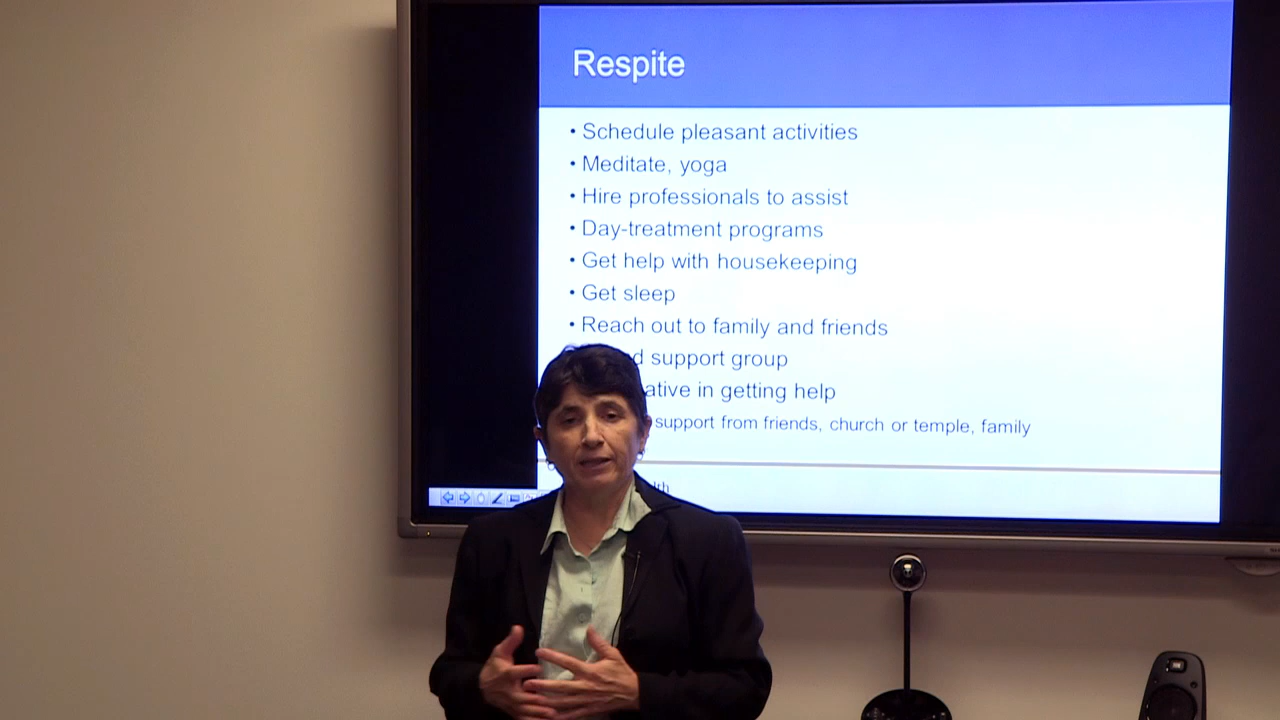 Respite
• Schedule pleasant activities
• Meditate, yoga
• Hire professionals to assist
• Day-treatment programs
• Get help with housekeeping
• Get sleep
• Reach out to family and friends
support group
in getting help
support from friends, church or temple, family